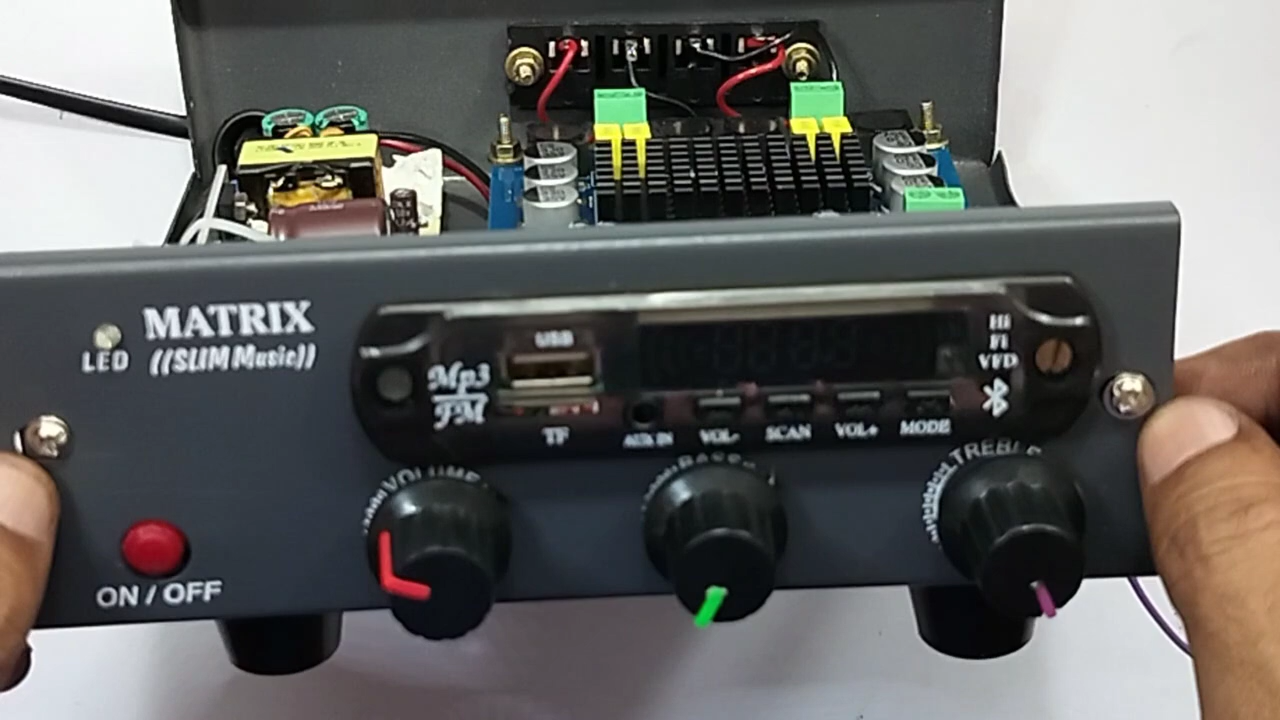 MATRIX
((SLIM Music))
LED
USB
Mp3
FM
TF
AUX IN
VOL-
SCAN
VOL+
MODE
Hi
Fi
VFD
VOLUME
BASS
TREBLE
ON / OFF